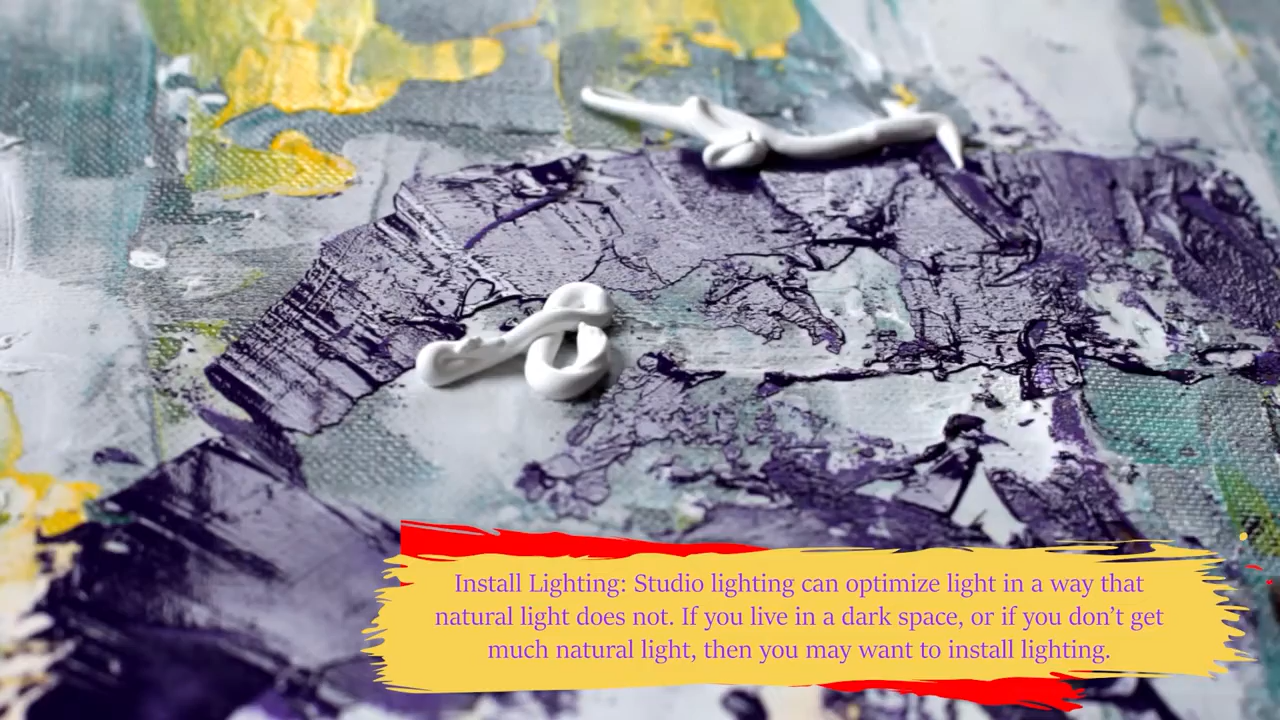 Install Lighting: Studio lighting can optimize light in a way that
natural light does not. If you live in a dark space, or if you don’t get
much natural light, then you may want to install lighting.